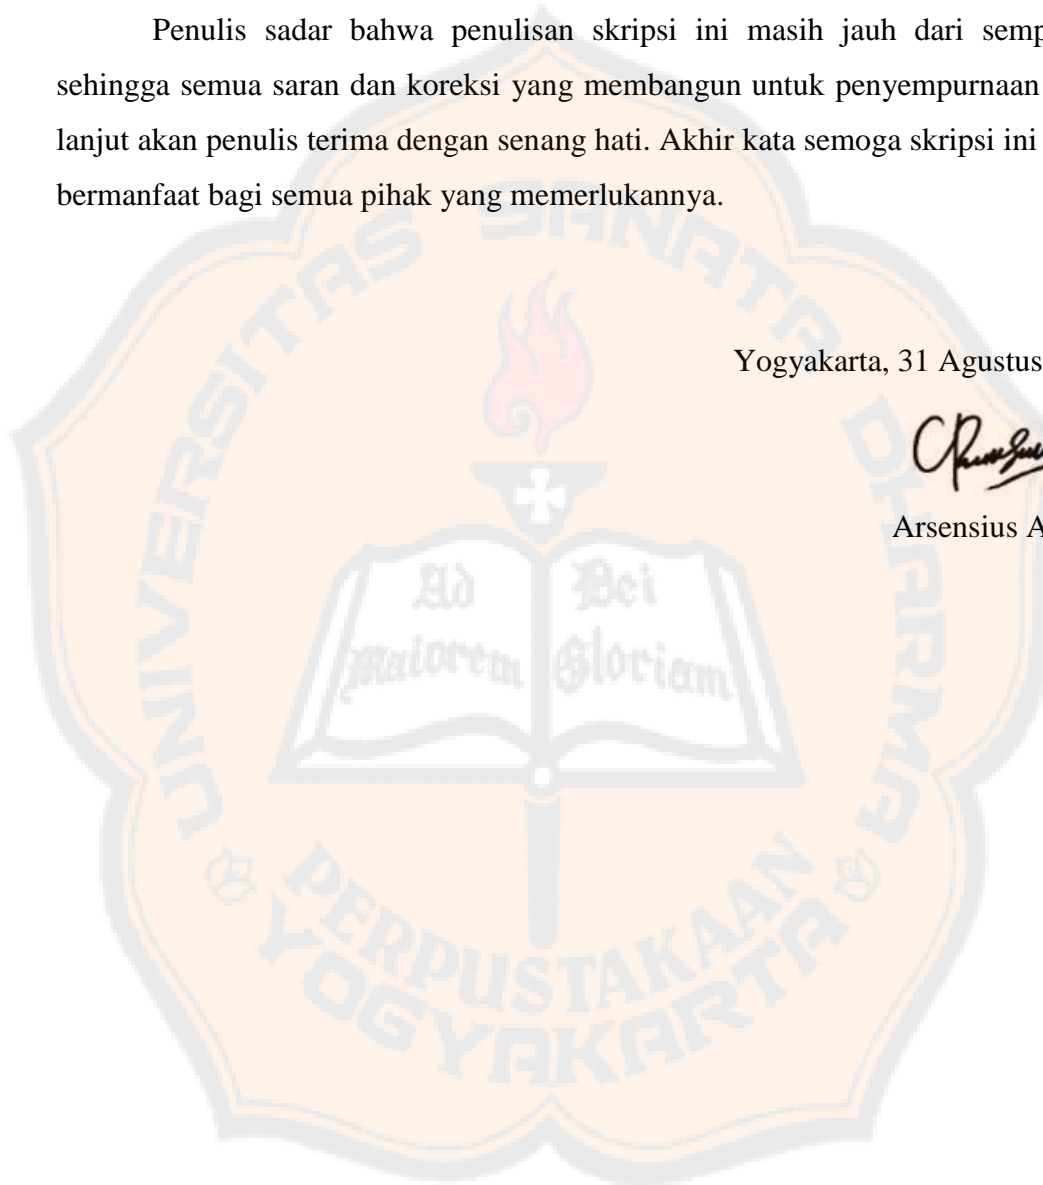 Penulis sadar bahwa penulisan skripsi ini masih jauh dari semp
sehingga semua saran dan koreksi yang membangun untuk penyempurnaan
lanjut akan penulis terima dengan senang hati. Akhir kata semoga skripsi ini
bermanfaat bagi semua pihak yang memerlukannya.
UNIVERSITAS SANATA DHARMA
Yogyakarta, 31 Agustus
Arsensius A
Ad Dei
maiorem Gloriam
PERPUSTAKAAN
YOGYAKARTA